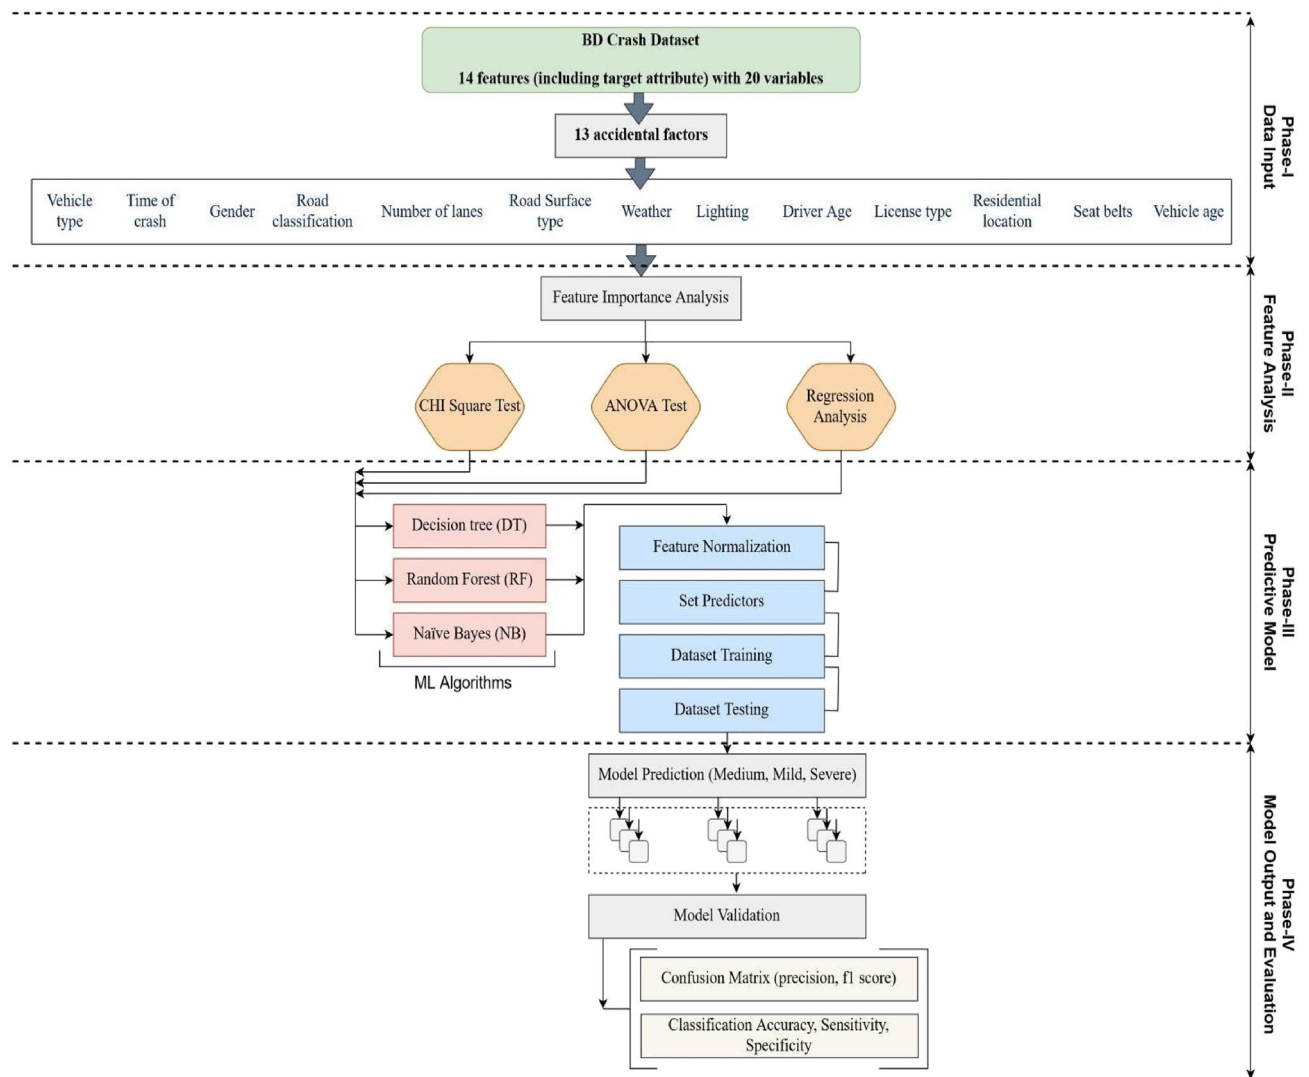 BD Crash Dataset
14 features (including target attribute) with 20 variables
13 accidental factors
Vehicle
type
Time of
crash
Gender
Road
classification
Number of lanes
Road Surface
type
Weather
Lighting
Driver Age
License type
Residential
location
Seat belts
Vehicle age
Phase-I
Data Input
Feature Importance Analysis
CHI Square Test
ANOVA Test
Regression
Analysis
Phase-II
Feature Analysis
Decision tree (DT)
Random Forest (RF)
Naïve Bayes (NB)
ML Algorithms
Feature Normalization
Set Predictors
Dataset Training
Dataset Testing
Phase-III
Predictive Model
Model Prediction (Medium, Mild, Severe)
Model Validation
Confusion Matrix (precision, f1 score)
Classification Accuracy, Sensitivity,
Specificity
Phase-IV
Model Output and Evaluation